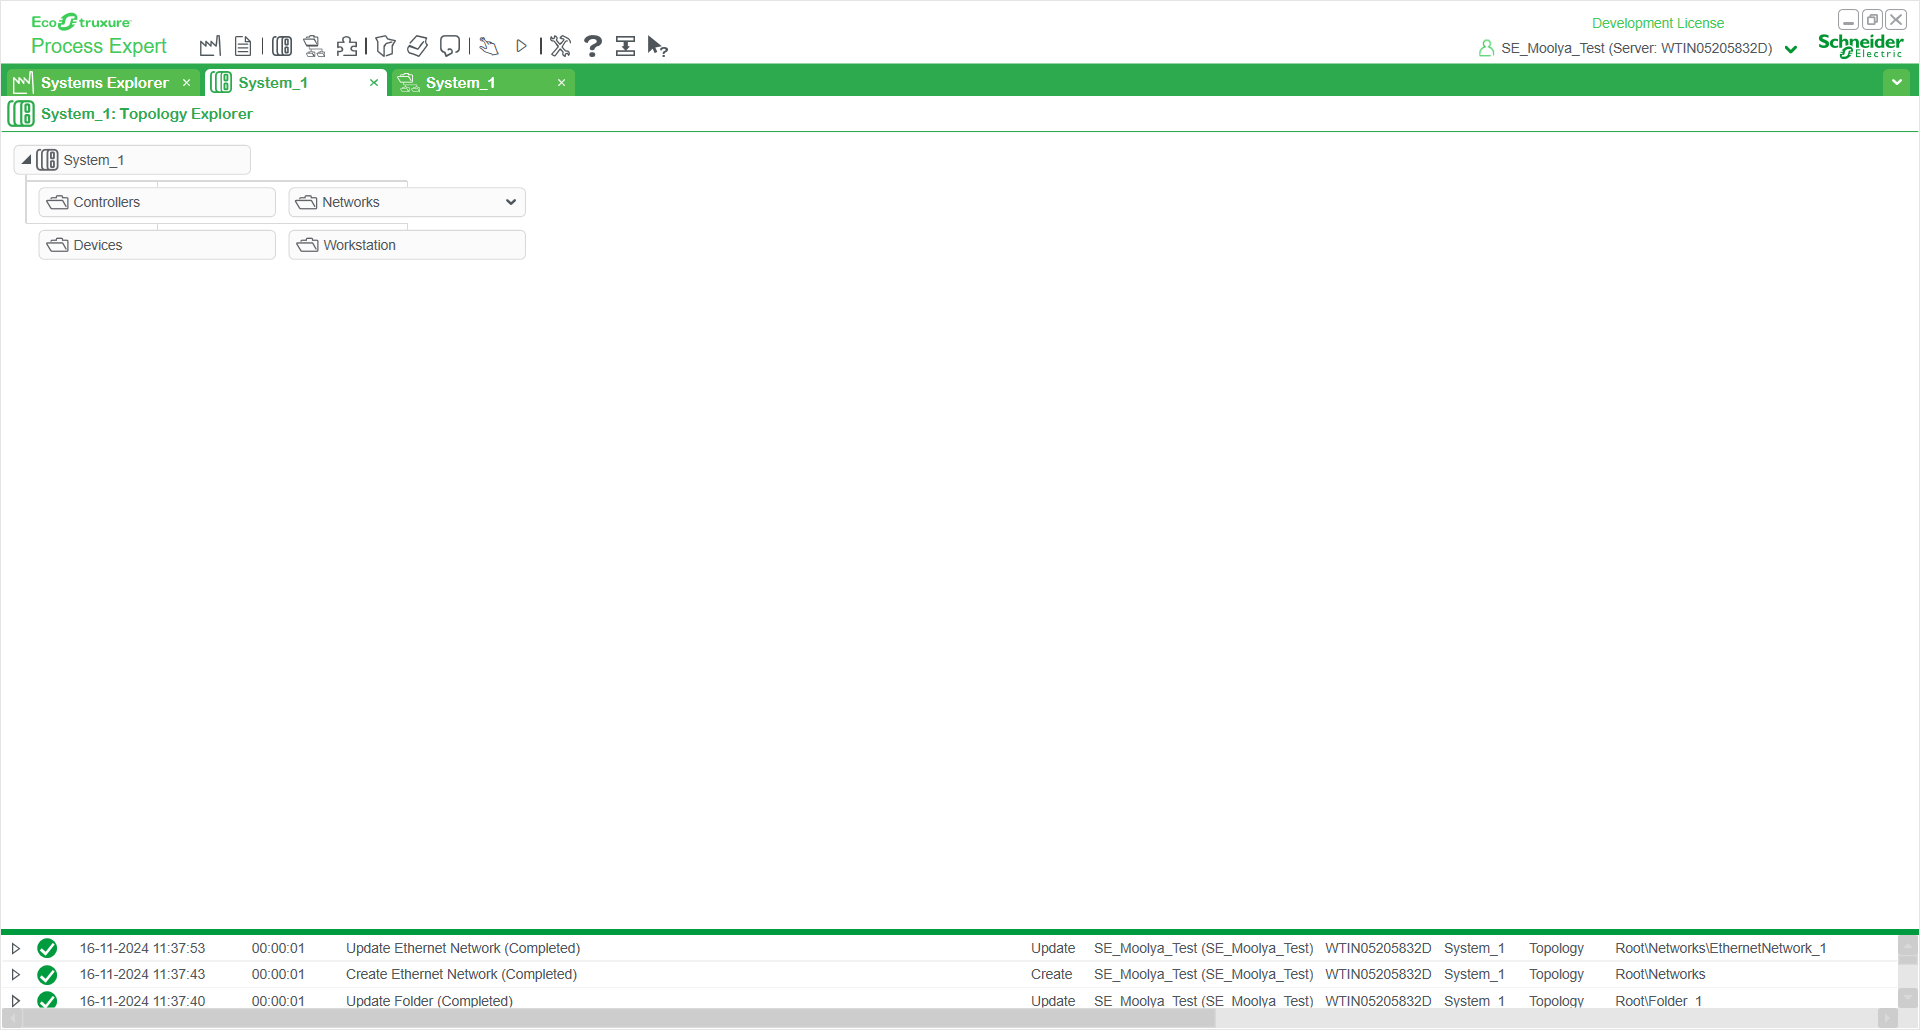 EcoStruxure
Process Expert
Development License
SE_Moolya_Test (Server: WTIN05205832D)
Schneider
Electric
Systems Explorer
System_1
System_1
System_1: Topology Explorer
System_1
Controllers
Networks
Devices
Workstation
16-11-2024 11:37:53 00:00:01 Update Ethernet Network (Completed) Update SE_Moolya_Test (SE_Moolya_Test) WTIN05205832D System_1 Topology Root\Networks\EthernetNetwork_1
16-11-2024 11:37:43 00:00:01 Create Ethernet Network (Completed) Create SE_Moolya_Test (SE_Moolya_Test) WTIN05205832D System_1 Topology Root\Networks
16-11-2024 11:37:40 00:00:01 Update Folder (Completed) Update SE_Moolya_Test (SE_Moolya_Test) WTIN05205832D System_1 Topology Root\Folder_1